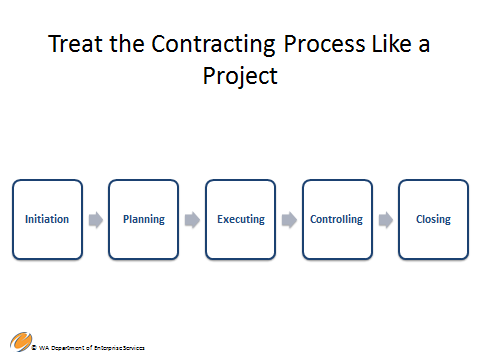 Treat the Contracting Process Like a
Project
Initiation
Planning
Executing
Controlling
Closing
© WA Department of Enterprise Services